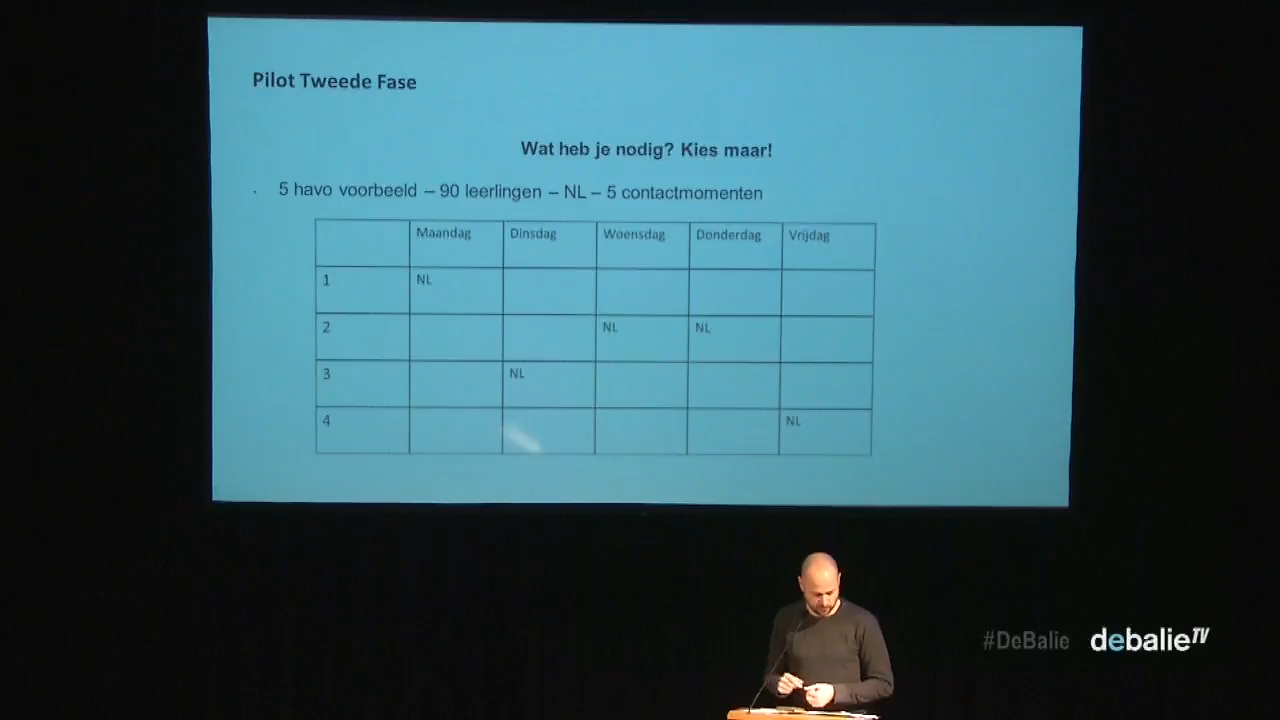 Pilot Tweede Fase
Wat heb je nodig? Kies maar!
. 5 havo voorbeeld – 90 leerlingen – NL – 5 contactmomenten
Maandag Dinsdag Woensdag Donderdag Vrijdag
1 NL
2 NL NL
3 NL
4 NL
#DeBalie debalieTV